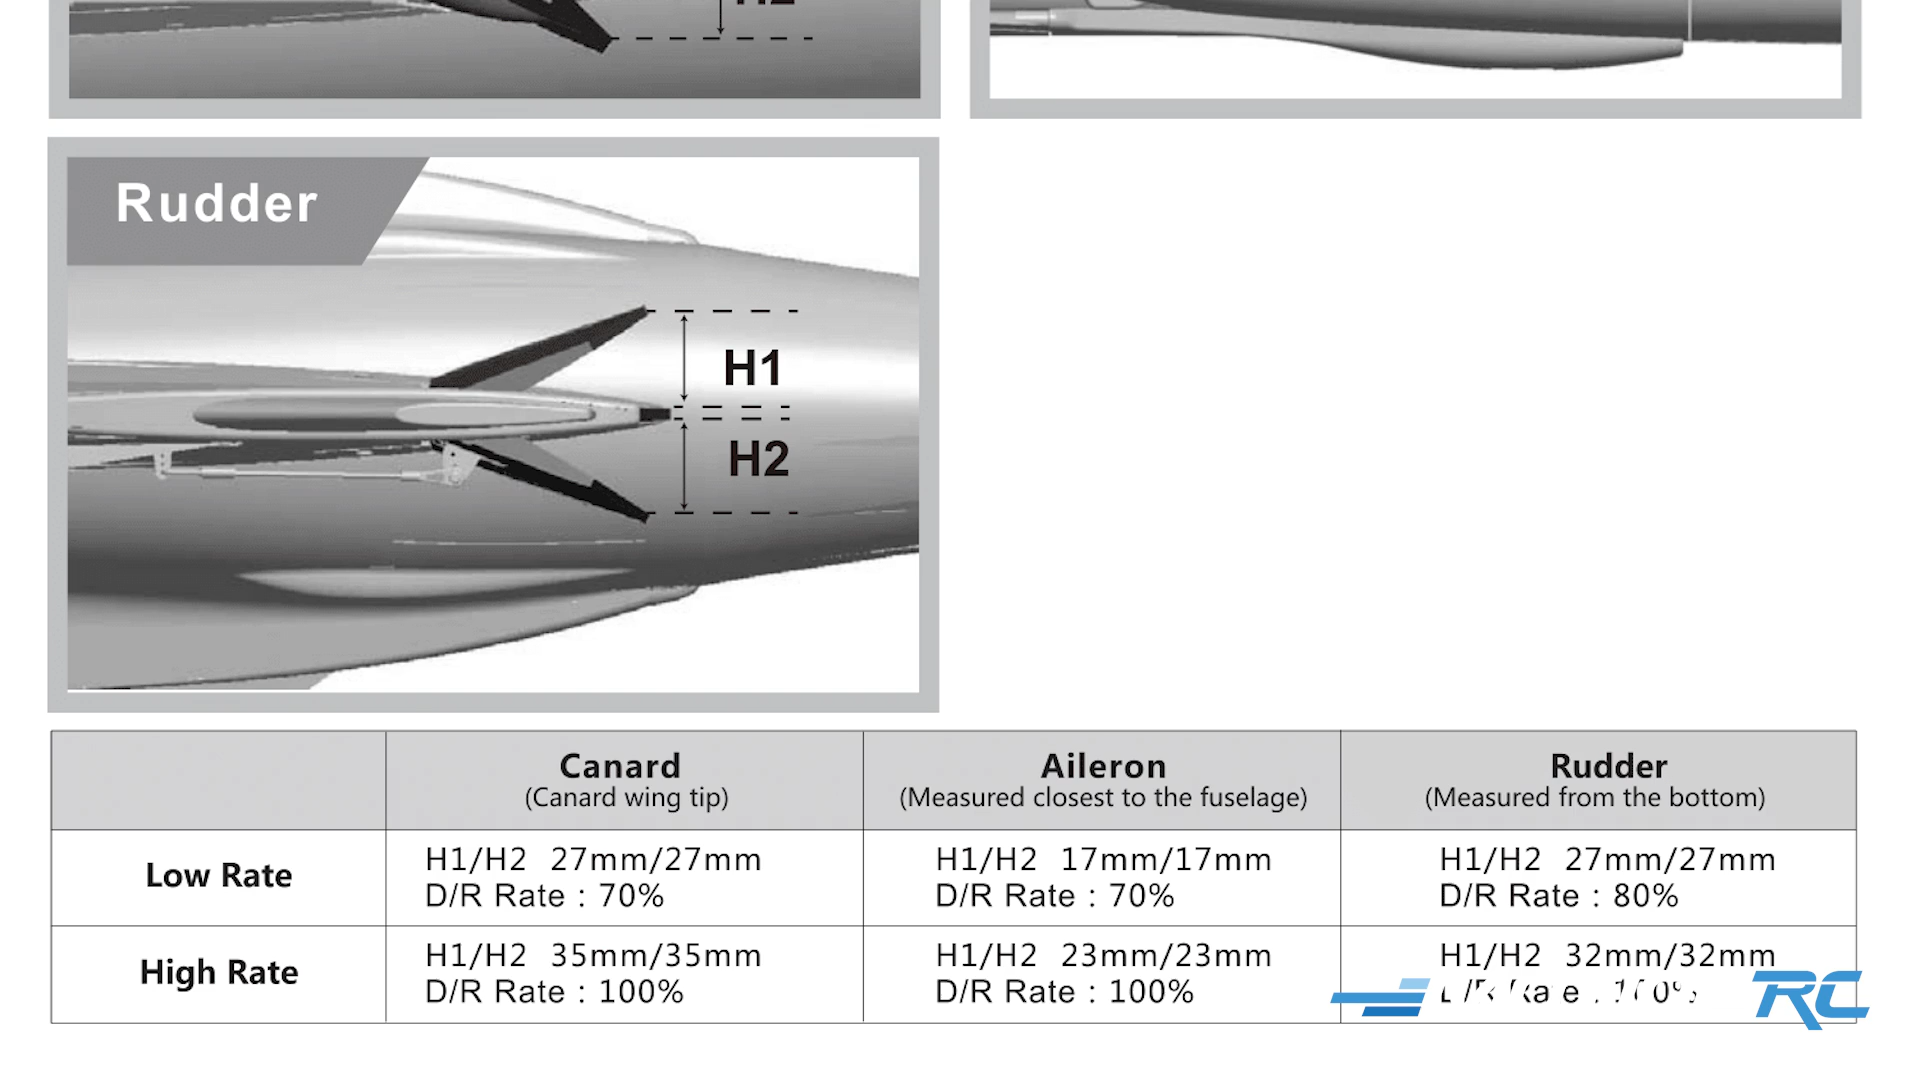 Rudder
H1
H2
Canard
(Canard wing tip)
Aileron
(Measured closest to the fuselage)
Rudder
(Measured from the bottom)
Low Rate
H1/H2 27mm/27mm
D/R Rate : 70%
H1/H2 17mm/17mm
D/R Rate : 70%
H1/H2 27mm/27mm
D/R Rate : 80%
High Rate
H1/H2 35mm/35mm
D/R Rate : 100%
H1/H2 23mm/23mm
D/R Rate : 100%
H1/H2 32mm/32mm
RC